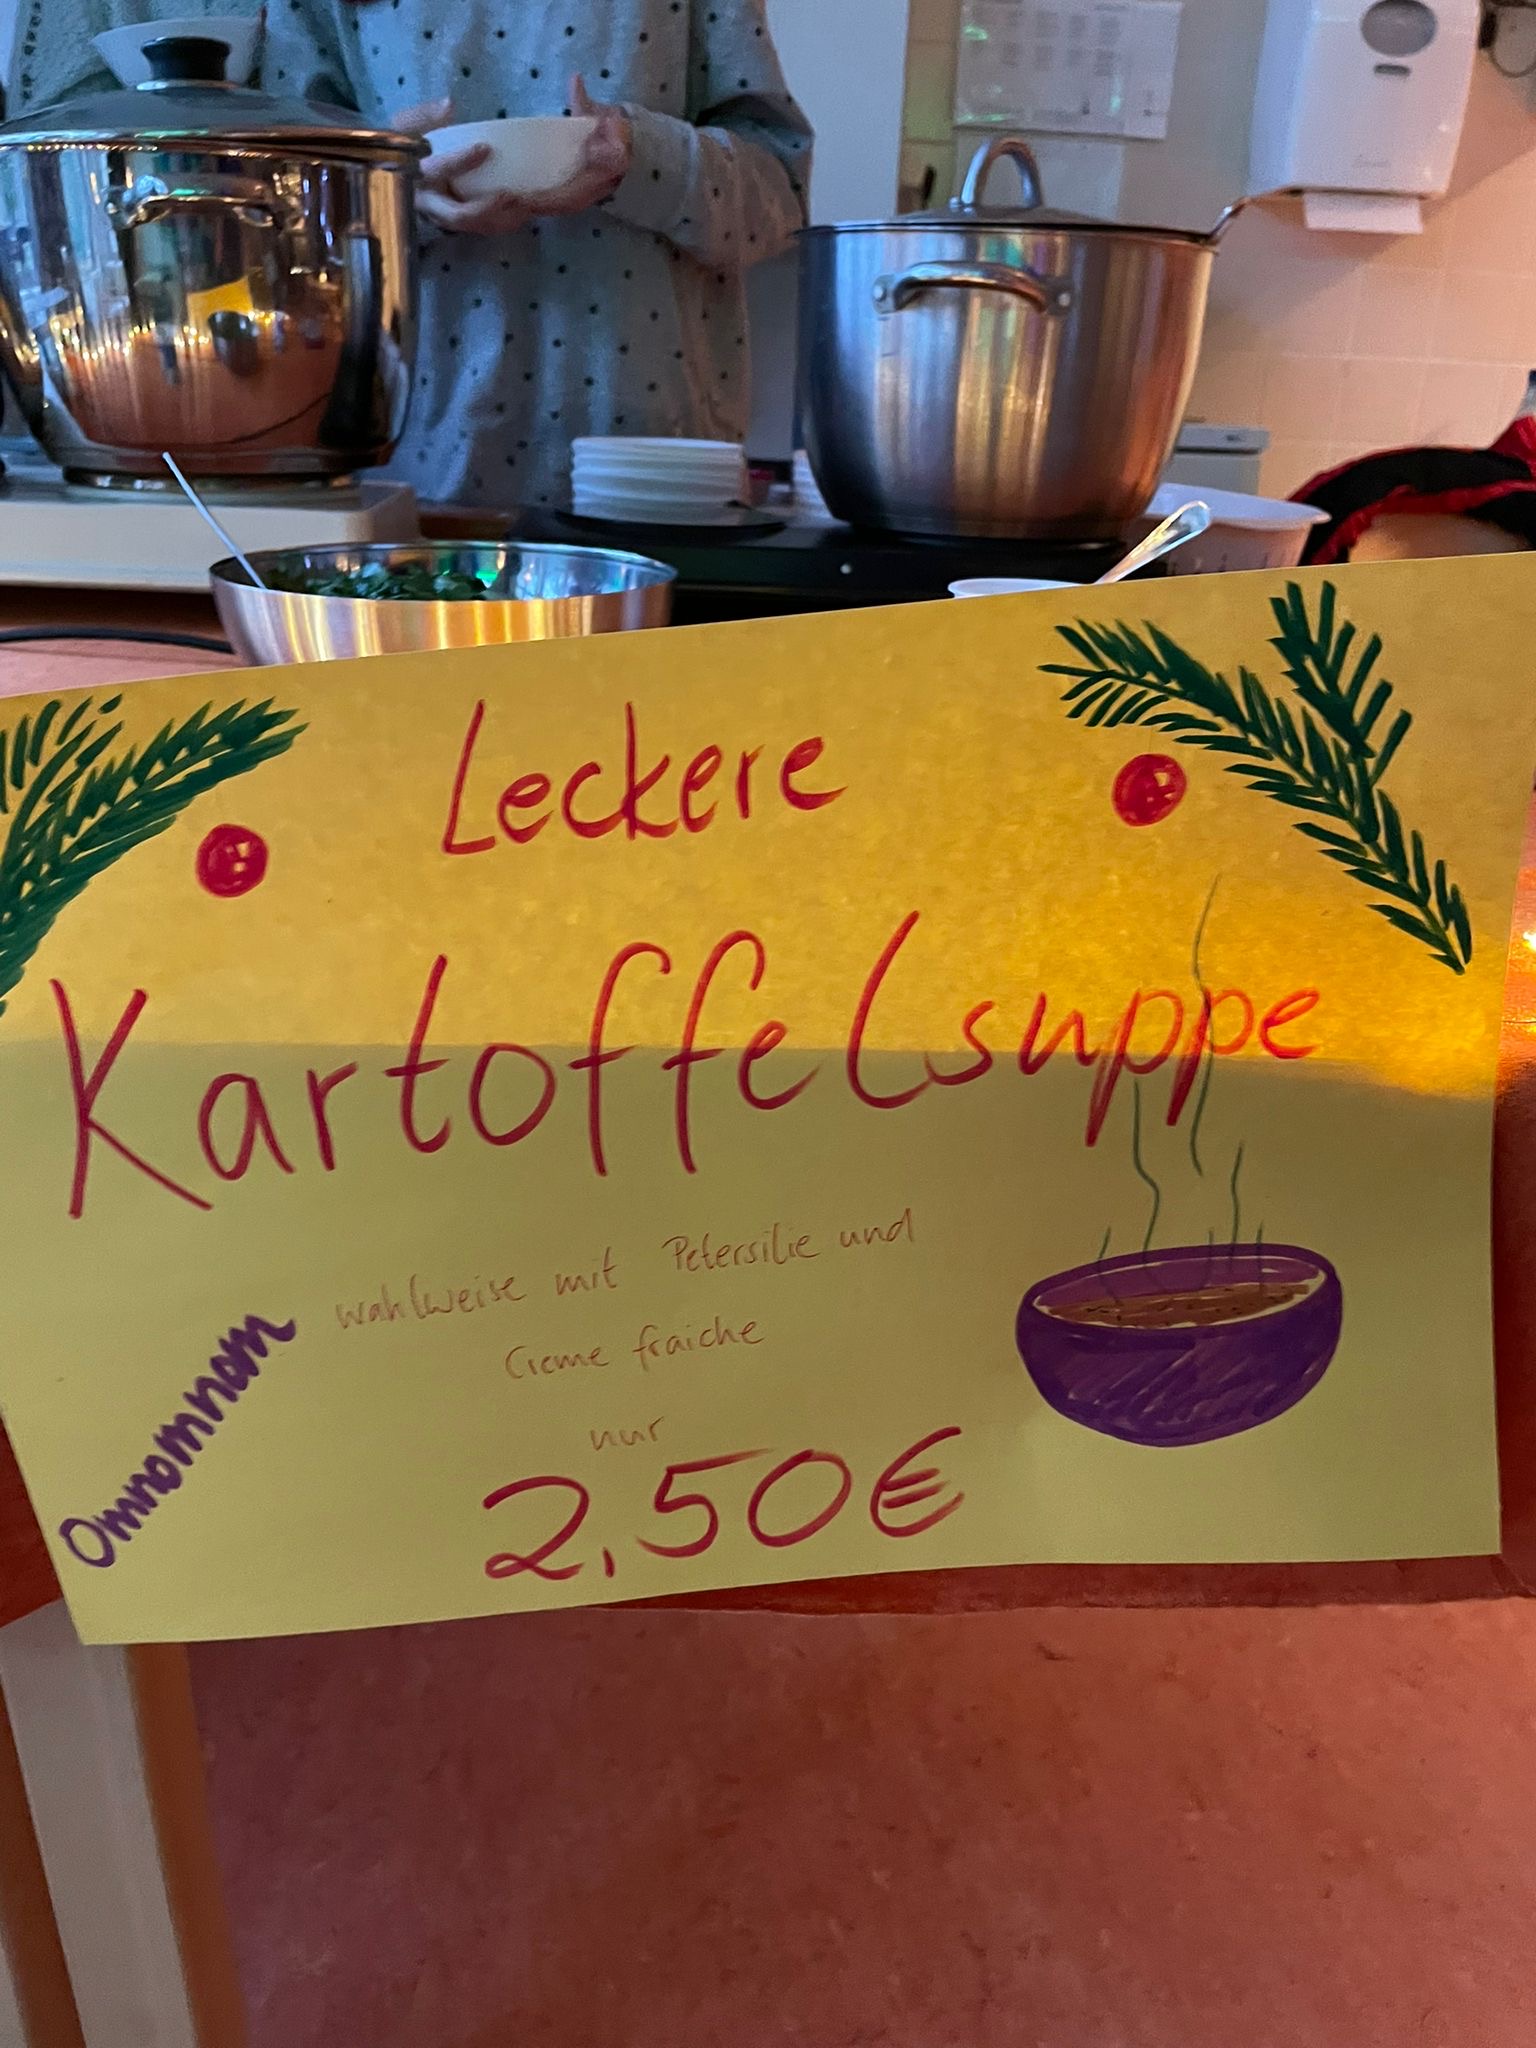 Leckere
Kartoffelsuppe
wahlweise mit Petersilie und
Creme fraiche
nur
2,50€
Omnomnom